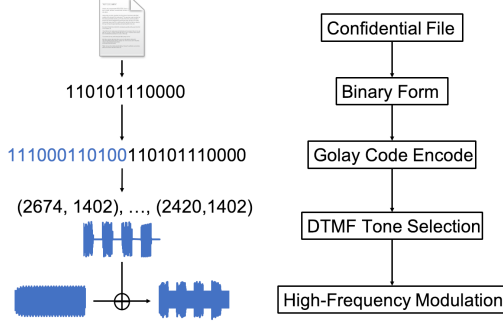 Confidential File
110101110000
Binary Form
111000110100110101110000
Golay Code Encode
(2674, 1402), ..., (2420,1402)
DTMF Tone Selection
High-Frequency Modulation